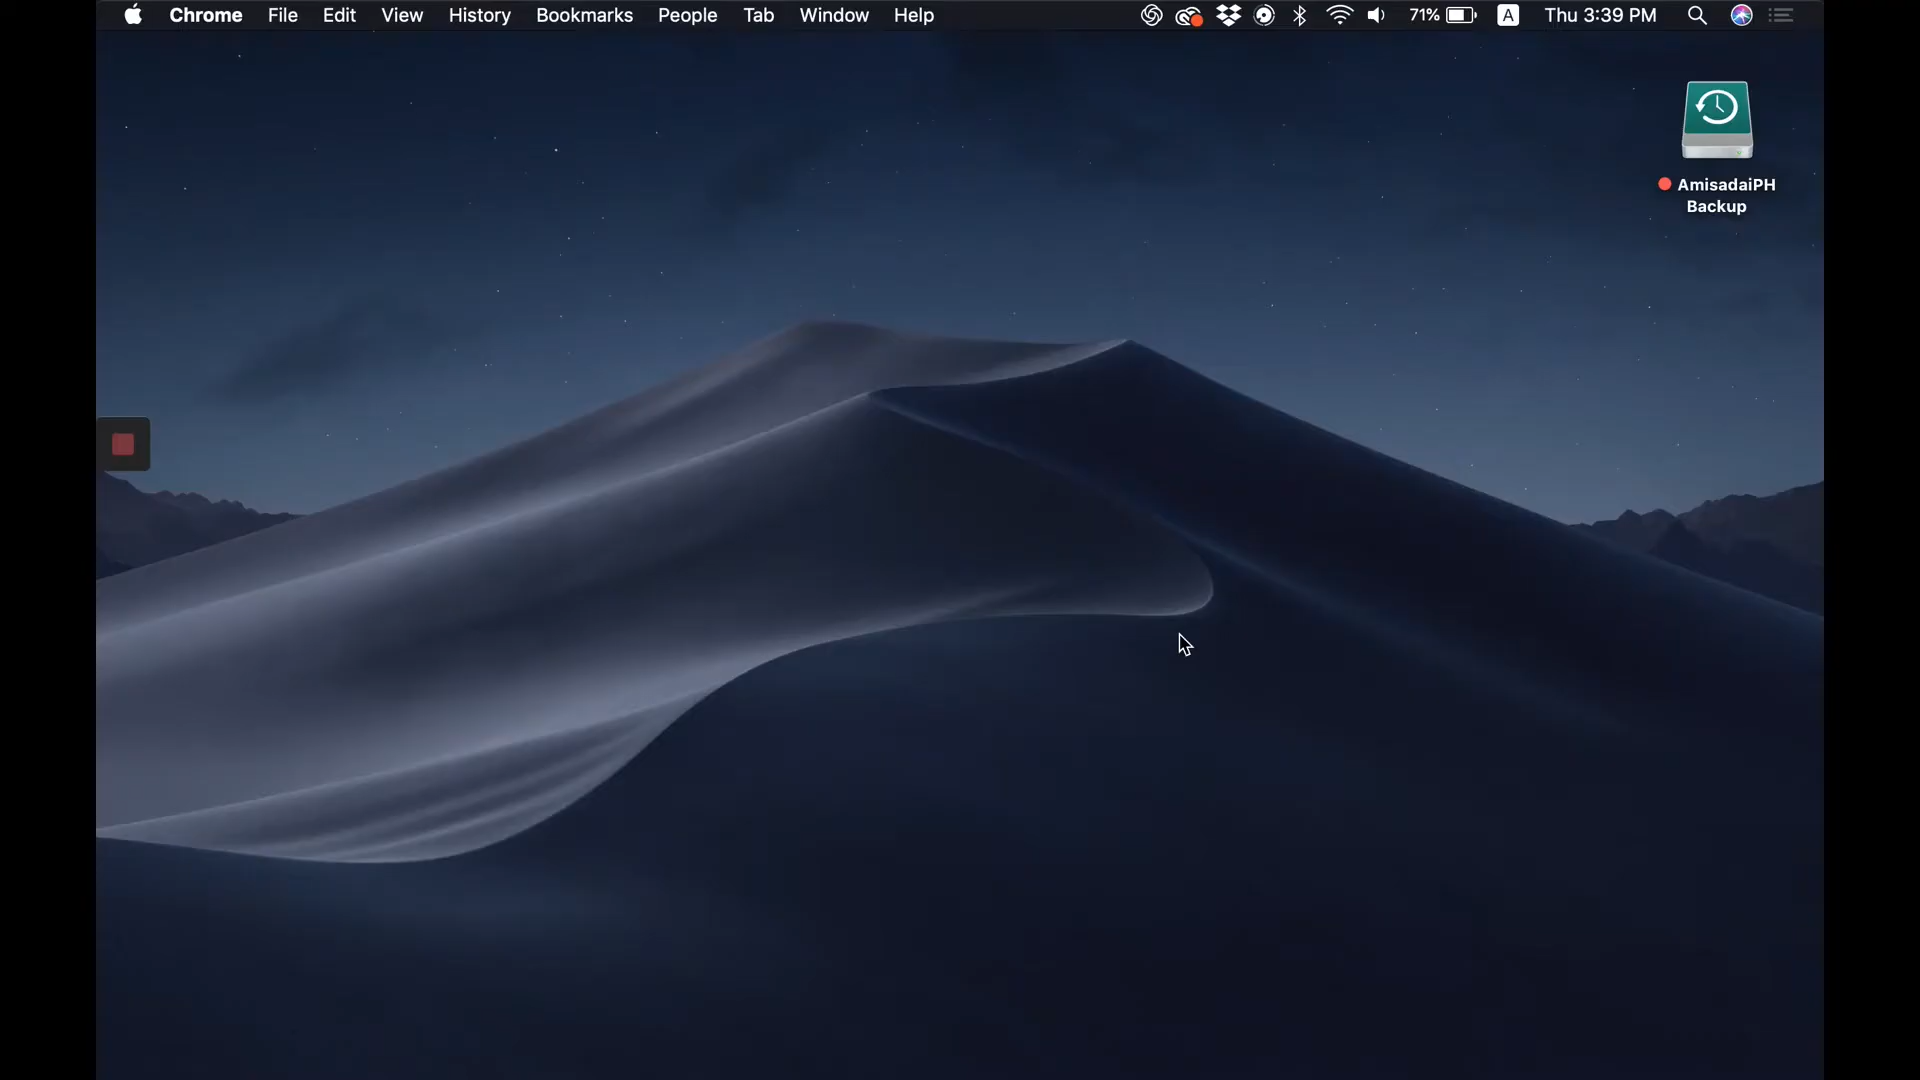 Chrome File Edit View History Bookmarks People Tab Window Help 71% A Thu 3:39 PM
AmisadaiPH
Backup